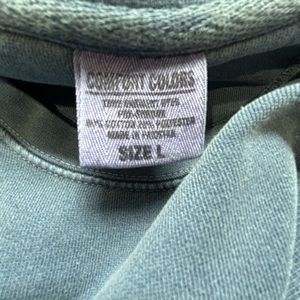 COMFORT COLORS
PRE-SHRUNK
80% COTTON 20% POLYESTER
MADE IN PAKISTAN
SIZE L